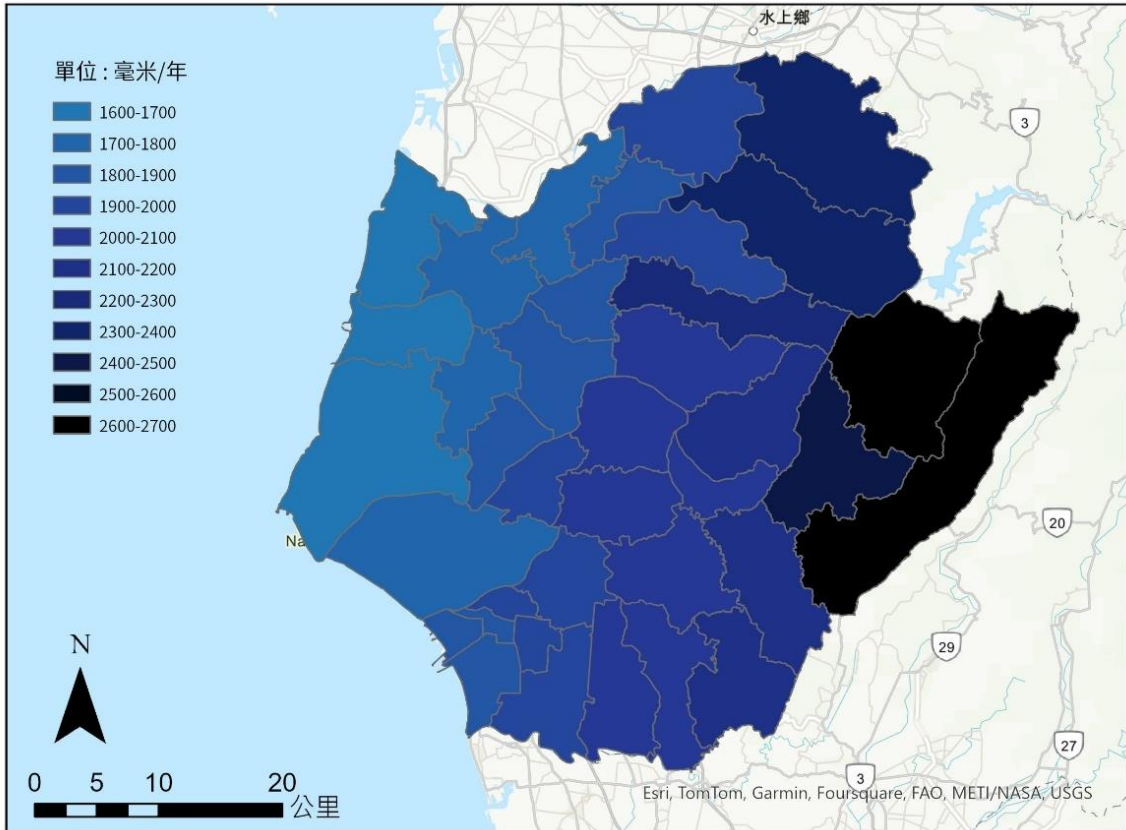 水上鄉
單位 : 毫米/年
1600-1700
1700-1800
1800-1900
1900-2000
2000-2100
2100-2200
2200-2300
2300-2400
2400-2500
2500-2600
2600-2700
3
20
Na
29
27
3
N
0 5 10 20
公里
Esri, TomTom, Garmin, Foursquare, FAO, METI/NASA, USGS